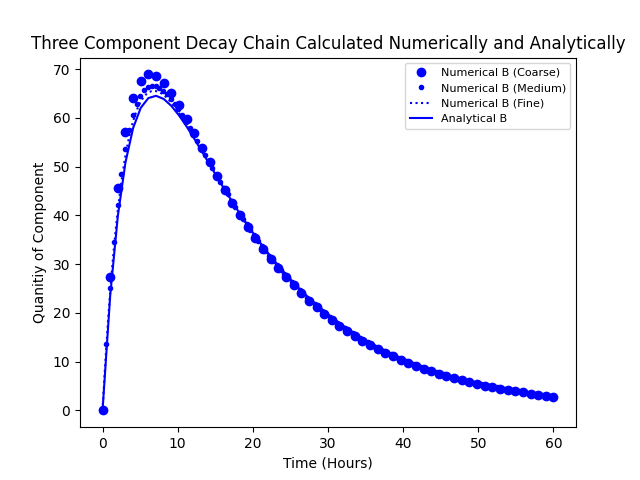 Three Component Decay Chain Calculated Numerically and Analytically
70
60
50
40
30
20
10
0
Quanitiy of Component
Numerical B (Coarse)
Numerical B (Medium)
Numerical B (Fine)
Analytical B
0 10 20 30 40 50 60
Time (Hours)